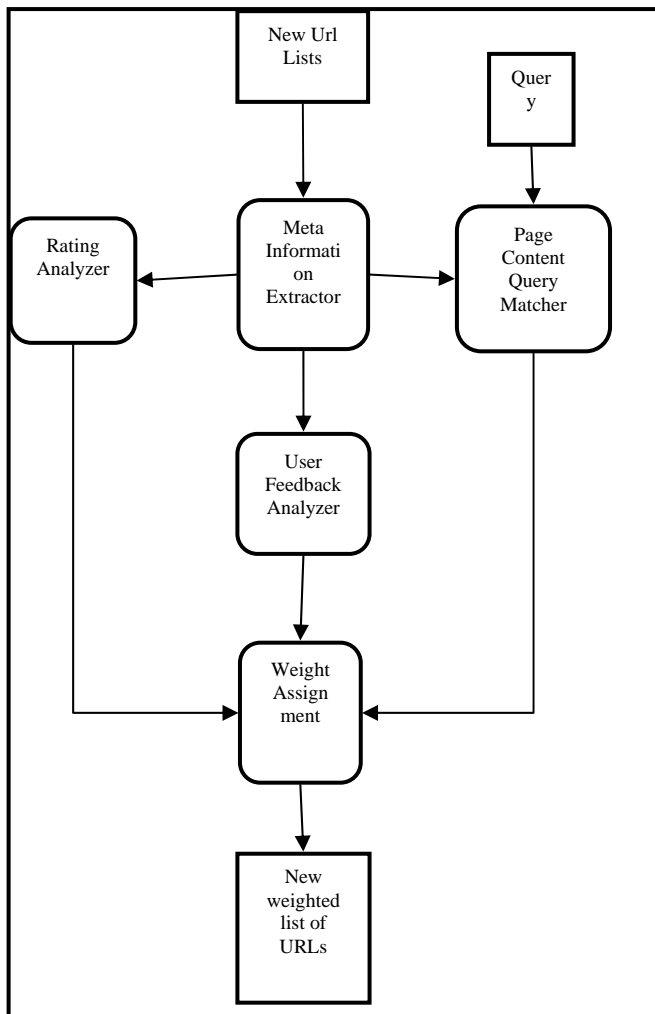 New Url
Lists
Quer
y
Rating
Analyzer
Meta
Informati
on
Extractor
Page
Content
Query
Matcher
User
Feedback
Analyzer
Weight
Assign
ment
New
weighted
list of
URLs